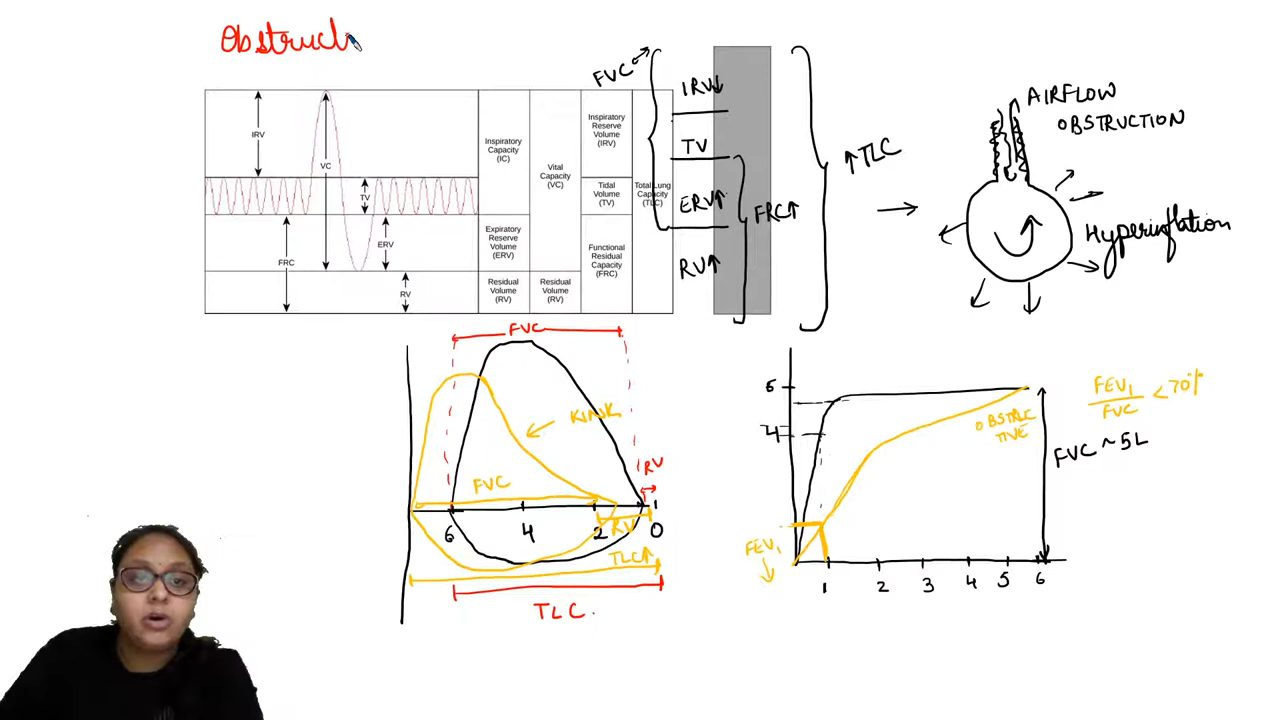 Obstructi
IRV
VC
TV
ERV
FRC
RV
Inspiratory
Capacity
(IC)
Expiratory
Reserve
Volume
(ERV)
Residual
Volume
(RV)
Vital
Capacity
(VC)
Residual
Volume
(RV)
Inspiratory
Reserve
Volume
(IRV)
Tidal
Volume
(TV)
Functional
Residual
Capacity
(FRC)
Total Lung
Capacity
(TLC)
FVC
IRV↓
TV
ERV↑
RV↑
FRC↑
↑TLC
AIRFLOW
OBSTRUCTION
Hyperinflation
FVC
KINK
RV
FVC
6 4 2 0
RV
TLC↑
TLC.
4
OBSTRUC
TIVE
FVC ~ 5L
FEV1
FVC
<70%
FEV1
↓
1 2 3 4 5 6